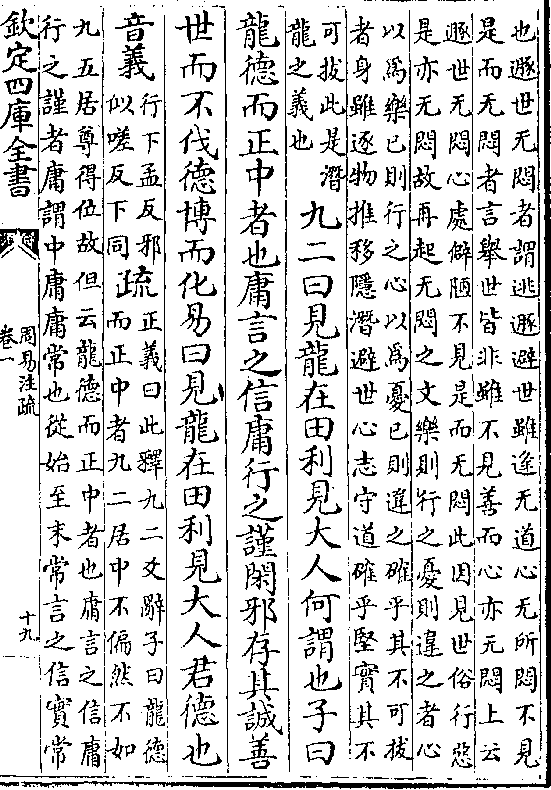 也遯世无悶者謂逃遯避世雖逢无道心无所悶不見
是而无悶者言舉世皆非雖不見善而心亦无悶上云
遯世无悶心處僻陋不見是而无悶此因見世俗行惡
是亦无悶故再起无悶之文樂則行之憂則違之者心
以爲樂己則行之心以爲憂己則違之確乎其不可拔
者身雖逐物推移隱潛避世心志守道確乎堅實其不
可拔此是潛
龍之義也
九二曰見龍在田利見大人何謂也子曰
龍德而正中者也庸言之信庸行之謹閑邪存其誠善
世而不伐德博而化易曰見龍在田利見大人君德也
音義
行下孟反邪
似嗟反下同
疏
正義曰此釋九二爻辭子曰龍德
而正中者九二居中不偏然不如
九五居尊得位故但云龍德而正中者也庸言之信庸
行之謹者庸謂中庸庸常也從始至末常言之信實常
欽定四庫全書
周易注疏
卷一
十九